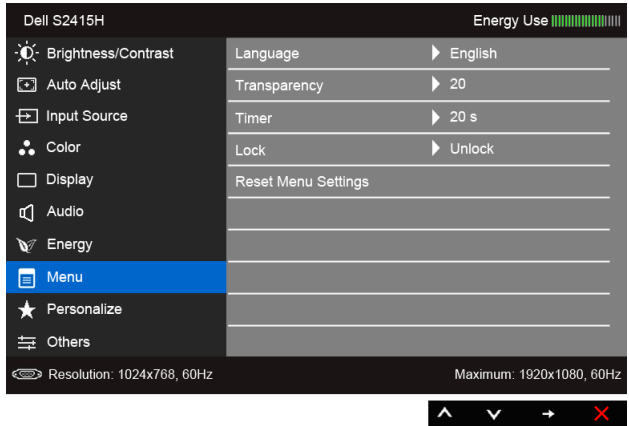 Dell S2415H Energy Use
Brightness/Contrast Language English
Auto Adjust Transparency 20
Input Source Timer 20 s
Color Lock Unlock
Display Reset Menu Settings
Audio
Energy
Menu
Personalize
Others
Resolution: 1024x768, 60Hz Maximum: 1920x1080, 60Hz